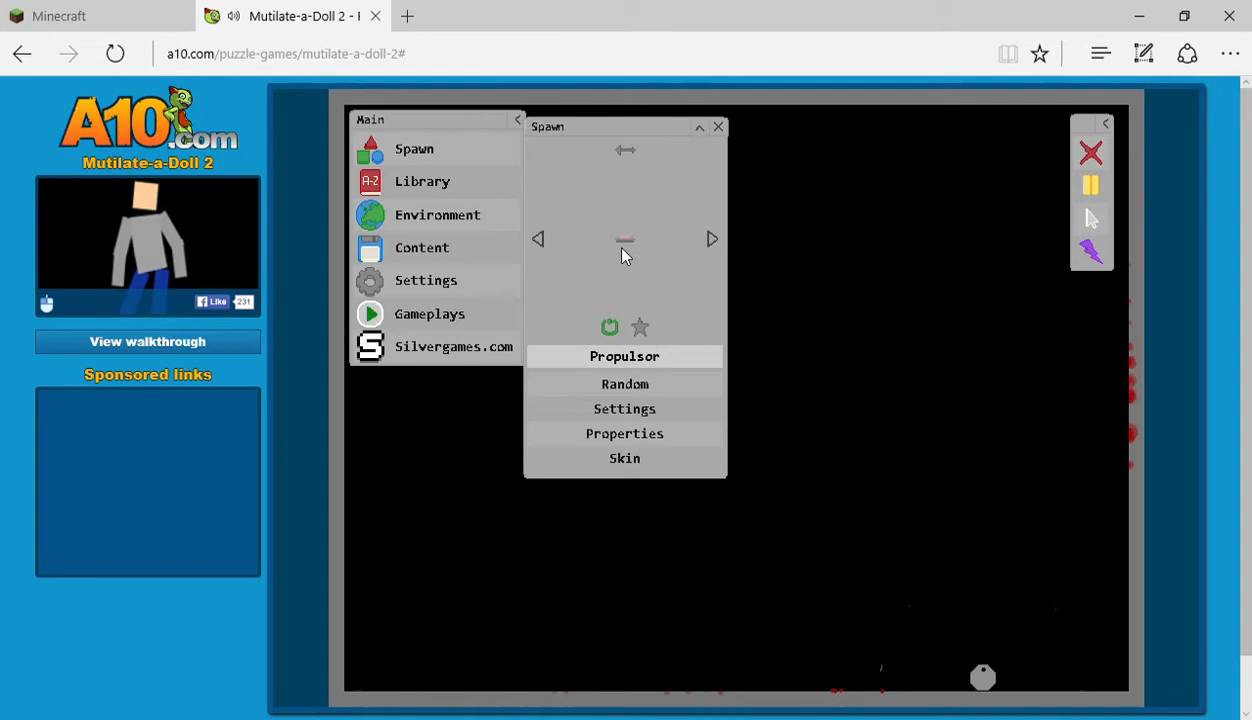 Minecraft
Mutilate-a-Doll 2 - F
a10.com/puzzle-games/mutilate-a-doll-2#
A10.com
Mutilate-a-Doll 2
Like
231
View walkthrough
Sponsored links
Main
Spawn
A-Z
Library
Environment
Content
Settings
Gameplays
S
Silvergames.com
Spawn
Propulsor
Random
Settings
Properties
Skin